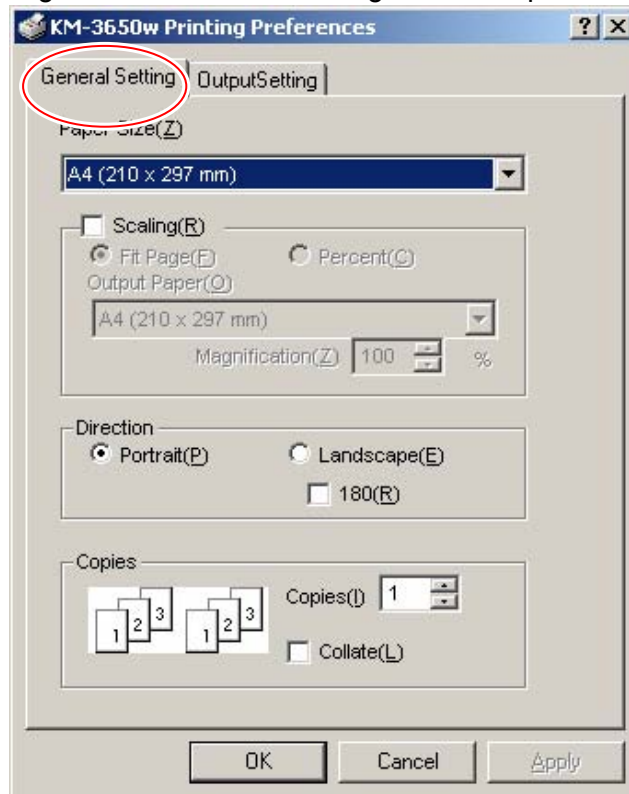 KM-3650w Printing Preferences ? X
General Setting OutputSetting
Paper Size(Z)
A4 (210 x 297 mm)
Scaling(R)
Fit Page(F) Percent(C)
Output Paper(O)
A4 (210 x 297 mm)
Magnification(Z) 100 %
Direction
Portrait(P) Landscape(E)
180(R)
Copies
1 2 3 1 2 3 Copies(I) 1
Collate(L)
OK Cancel Apply